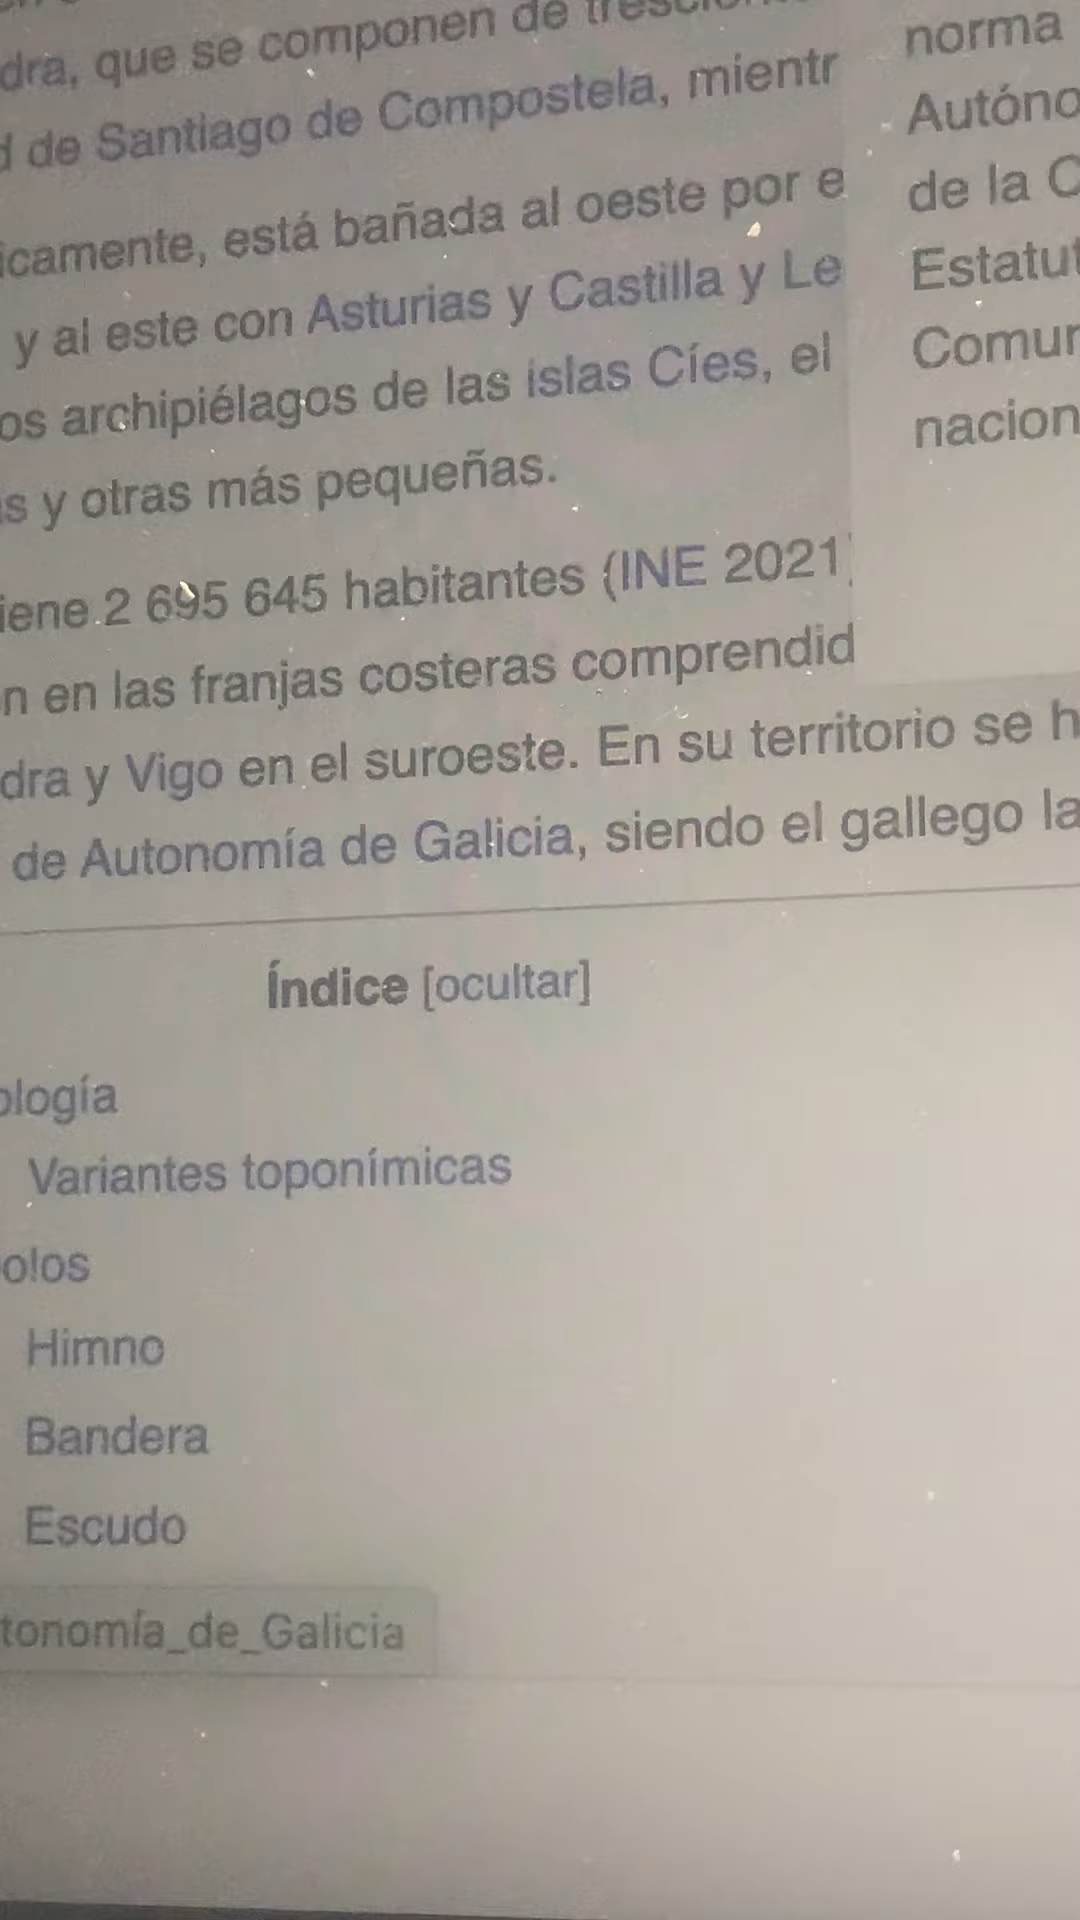 dra, que se componen de
d de Santiago de Compostela, mientr
icamente, está bañada al oeste por e
y al este con Asturias y Castilla y Le
os archipiélagos de las islas Cíes, el
s y otras más pequeñas.
iene 2 695 645 habitantes (INE 2021)
n en las franjas costeras comprendid
dra y Vigo en el suroeste. En su territorio se h
de Autonomía de Galicia, siendo el gallego la
norma
Autóno
de la C
Estatut
Comun
nacion
Índice [ocultar]
ología
Variantes toponímicas
olos
Himno
Bandera
Escudo
tonomía_de_Galicia